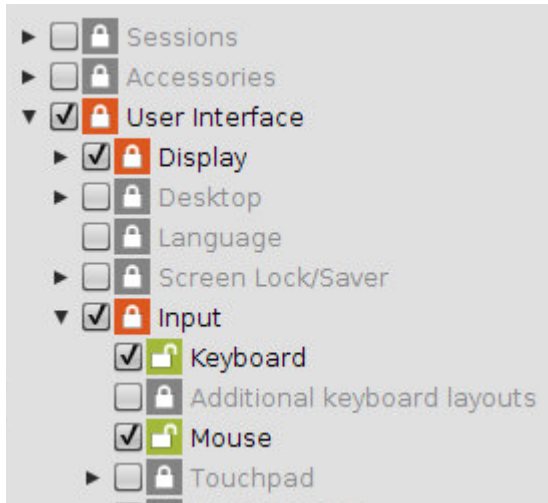 Sessions
Accessories
User Interface
Display
Desktop
Language
Screen Lock/Saver
Input
Keyboard
Additional keyboard layouts
Mouse
Touchpad